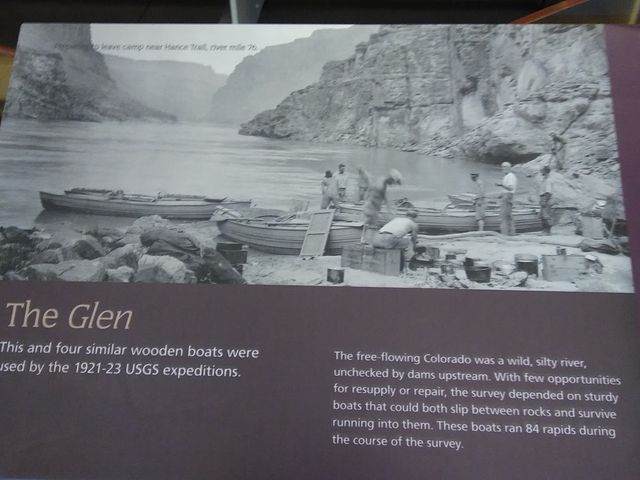 Preparing to leave camp near Hance Trail, river mile 76.
The Glen
This and four similar wooden boats were
used by the 1921-23 USGS expeditions.
The free-flowing Colorado was a wild, silty river,
unchecked by dams upstream. With few opportunities
for resupply or repair, the survey depended on sturdy
boats that could both slip between rocks and survive
running into them. These boats ran 84 rapids during
the course of the survey.